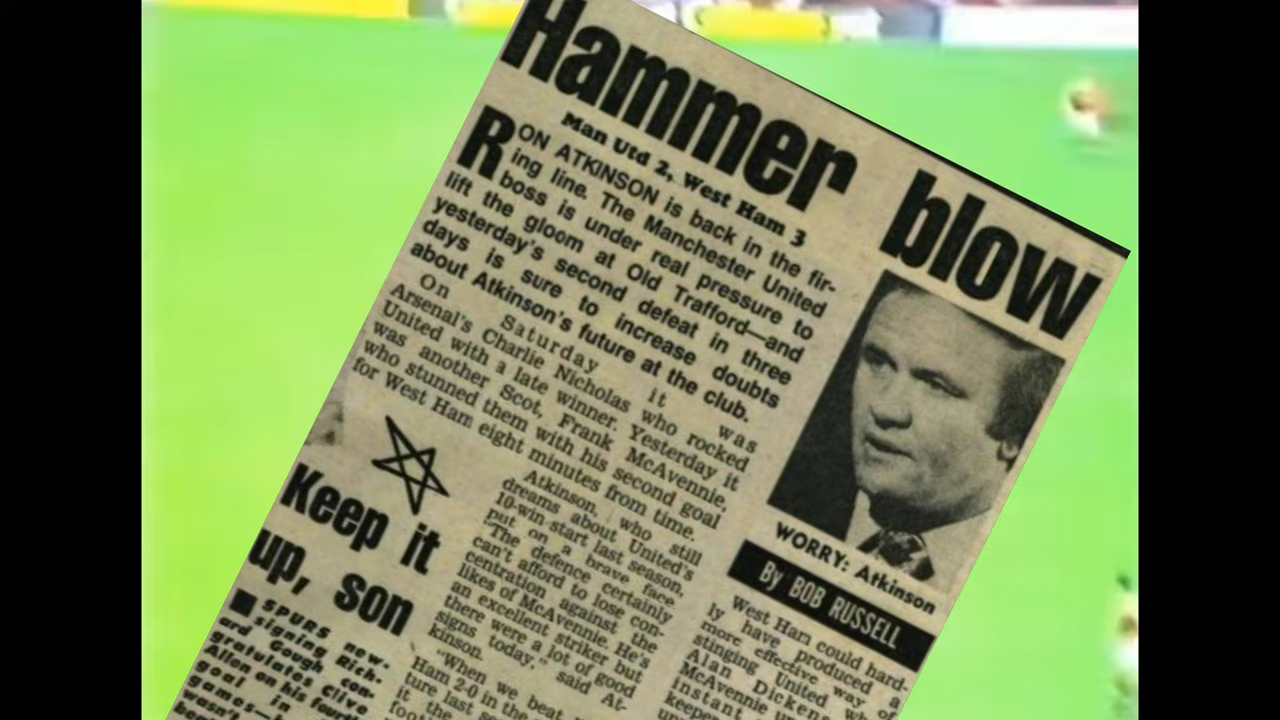 Hammer blow
Man Utd 2, West Ham 3
RON ATKINSON is back in the fir-
ing line. The Manchester United
boss is under real pressure to
lift the gloom at Old Trafford—and
yesterday's second defeat in three
days is sure to increase doubts
about Atkinson's future at the club.
On Saturday it was
Arsenal's Charlie Nicholas who rocked
United with a late winner. Yesterday it
was another Scot, Frank McAvennie,
who stunned them with his second goal
for West Ham eight minutes from time.
Atkinson, who still
dreams about United's
10-win start last season,
put on a brave face.
"The defence certainly
can't afford to lose con-
centration against the
likes of McAvennie. He's
an excellent striker but
there were a lot of good
signs today," said At-
kinson.
"When we beat
Ham 2-0 in the
ture last
it the
WORRY: Atkinson
By BOB RUSSELL
West Ham could hard-
ly have produced a
more effective way of
stinging United
Alan Dickens
McAvennie
instant
keeper
Keep it
up, son
SPURS new-
signing Rich-
ard Gough con-
gratulates Clive
Allen on his fourth
goal in
games